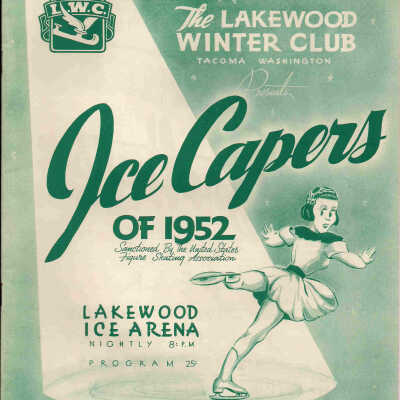 L.W.C.
The LAKEWOOD
WINTER CLUB
TACOMA WASHINGTON
Presents
Ice Capers
OF 1952
Sanctioned By The United States
Figure Skating Association
LAKEWOOD
ICE ARENA
NIGHTLY 8:P.M
PROGRAM 25¢